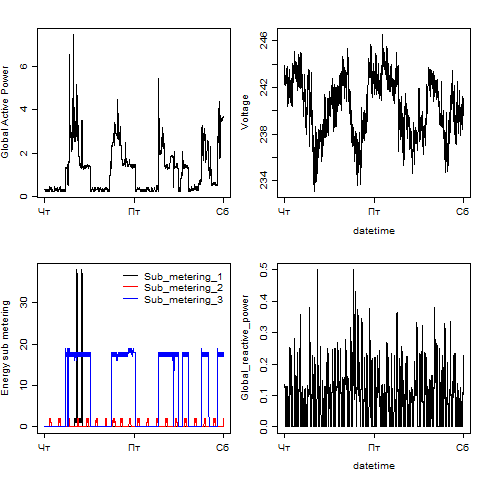 Global Active Power
6
4
2
0
Чт
Пт
Сб
Voltage
246
242
238
234
Чт
Пт
Сб
datetime
Energy sub metering
30
20
10
0
Sub_metering_1
Sub_metering_2
Sub_metering_3
Чт
Пт
Сб
Global_reactive_power
0.5
0.4
0.3
0.2
0.1
0.0
Чт
Пт
Сб
datetime